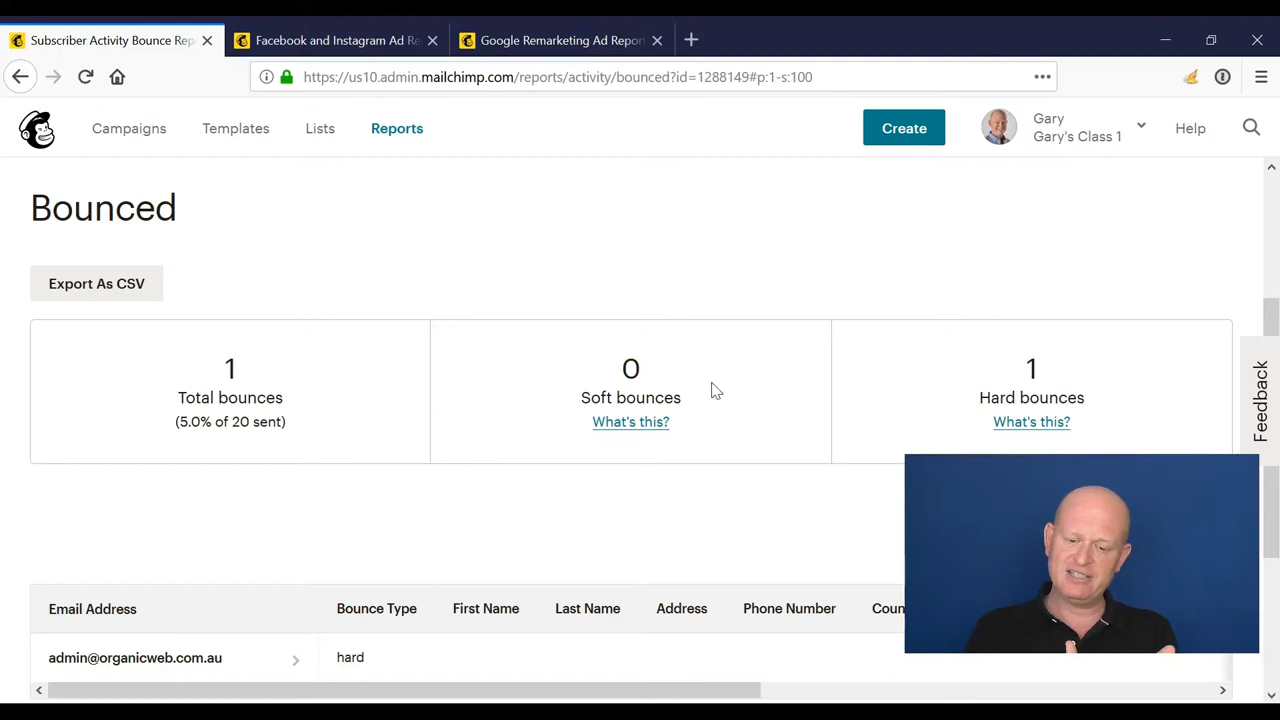 Subscriber Activity Bounce Rep
Facebook and Instagram Ad Re
Google Remarketing Ad Repor
https://us10.admin.mailchimp.com/reports/activity/bounced?id=1288149#p:1-s:100
Campaigns
Templates
Lists
Reports
Create
Gary
Gary's Class 1
Help
Bounced
Export As CSV
1
Total bounces
(5.0% of 20 sent)
0
Soft bounces
What's this?
1
Hard bounces
What's this?
Feedback
Email Address
Bounce Type
First Name
Last Name
Address
Phone Number
Coun
admin@organicweb.com.au
hard